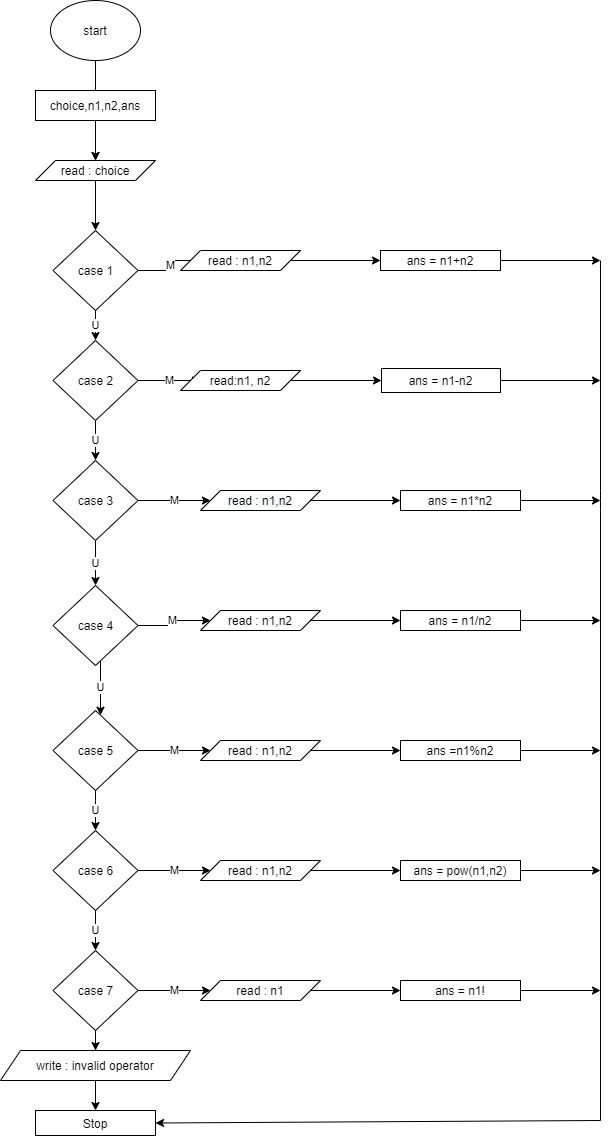 start
choice,n1,n2,ans
read : choice
case 1
M
read : n1,n2
ans = n1+n2
U
case 2
M
read:n1, n2
ans = n1-n2
U
case 3
M
read : n1,n2
ans = n1*n2
U
case 4
M
read : n1,n2
ans = n1/n2
U
case 5
M
read : n1,n2
ans =n1%n2
U
case 6
M
read : n1,n2
ans = pow(n1,n2)
U
case 7
M
read : n1
ans = n1!
write : invalid operator
Stop